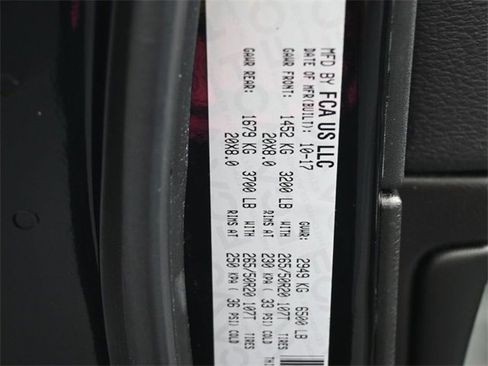 MFD BY FCA US LLC
DATE OF MFR(BUILT): 10-17 GVWR: 2949 KG 6500 LB
GAWR FRONT: 1452 KG 3200 LB WITH 265/50R20 107T TIRES
20X8.0 RIMS AT 230 KPA ( 33 PSI) COLD
GAWR REAR: 1679 KG 3700 LB WITH 265/50R20 107T TIRES
20X8.0 RIMS AT 250 KPA ( 36 PSI) COLD